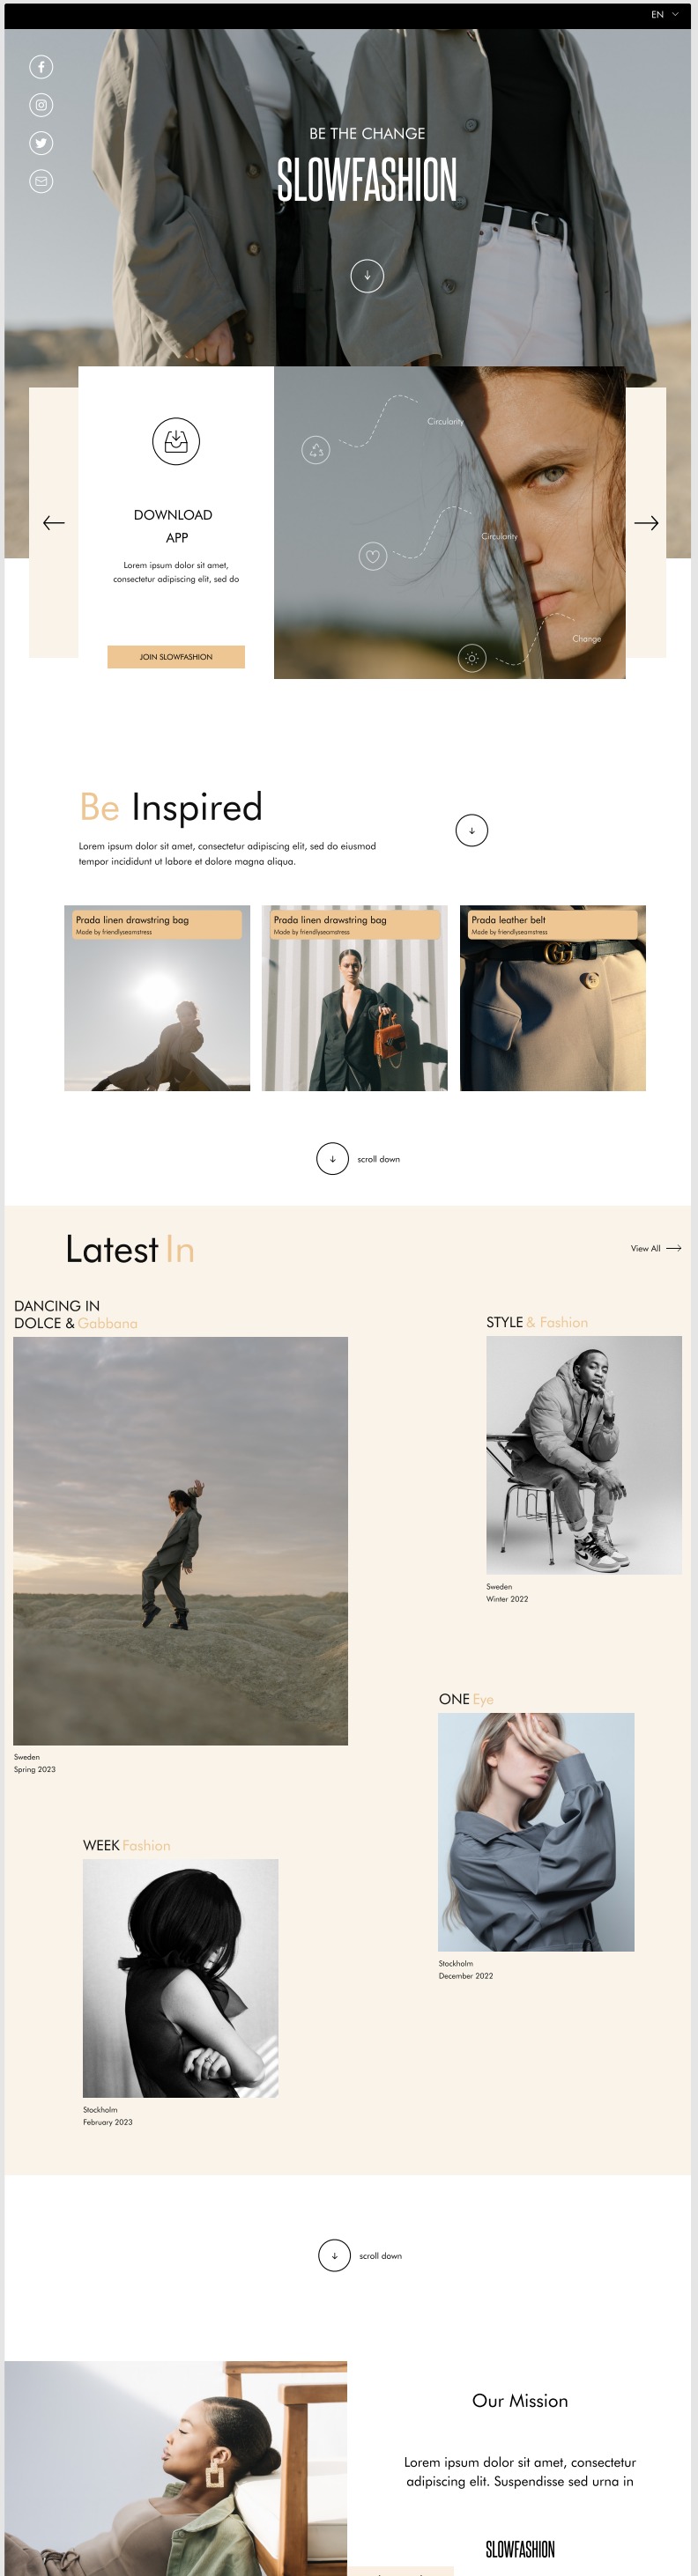 EN
BE THE CHANGE
SLOWFASHION
DOWNLOAD
APP
Lorem ipsum dolor sit amet,
consectetur adipiscing elit, sed do
JOIN SLOWFASHION
Circularity
Circularity
Change
Be Inspired
Lorem ipsum dolor sit amet, consectetur adipiscing elit, sed do eiusmod
tempor incididunt ut labore et dolore magna aliqua.
Prada linen drawstring bag
Made by friendlyseamstress
Prada linen drawstring bag
Made by friendlyseamstress
Prada leather belt
Made by friendlyseamstress
scroll down
Latest In
View All
DANCING IN
DOLCE & Gabbana
STYLE & Fashion
Sweden
Winter 2022
ONE Eye
Sweden
Spring 2023
WEEK Fashion
Stockholm
December 2022
Stockholm
February 2023
scroll down
Our Mission
Lorem ipsum dolor sit amet, consectetur
adipiscing elit. Suspendisse sed urna in
SLOWFASHION